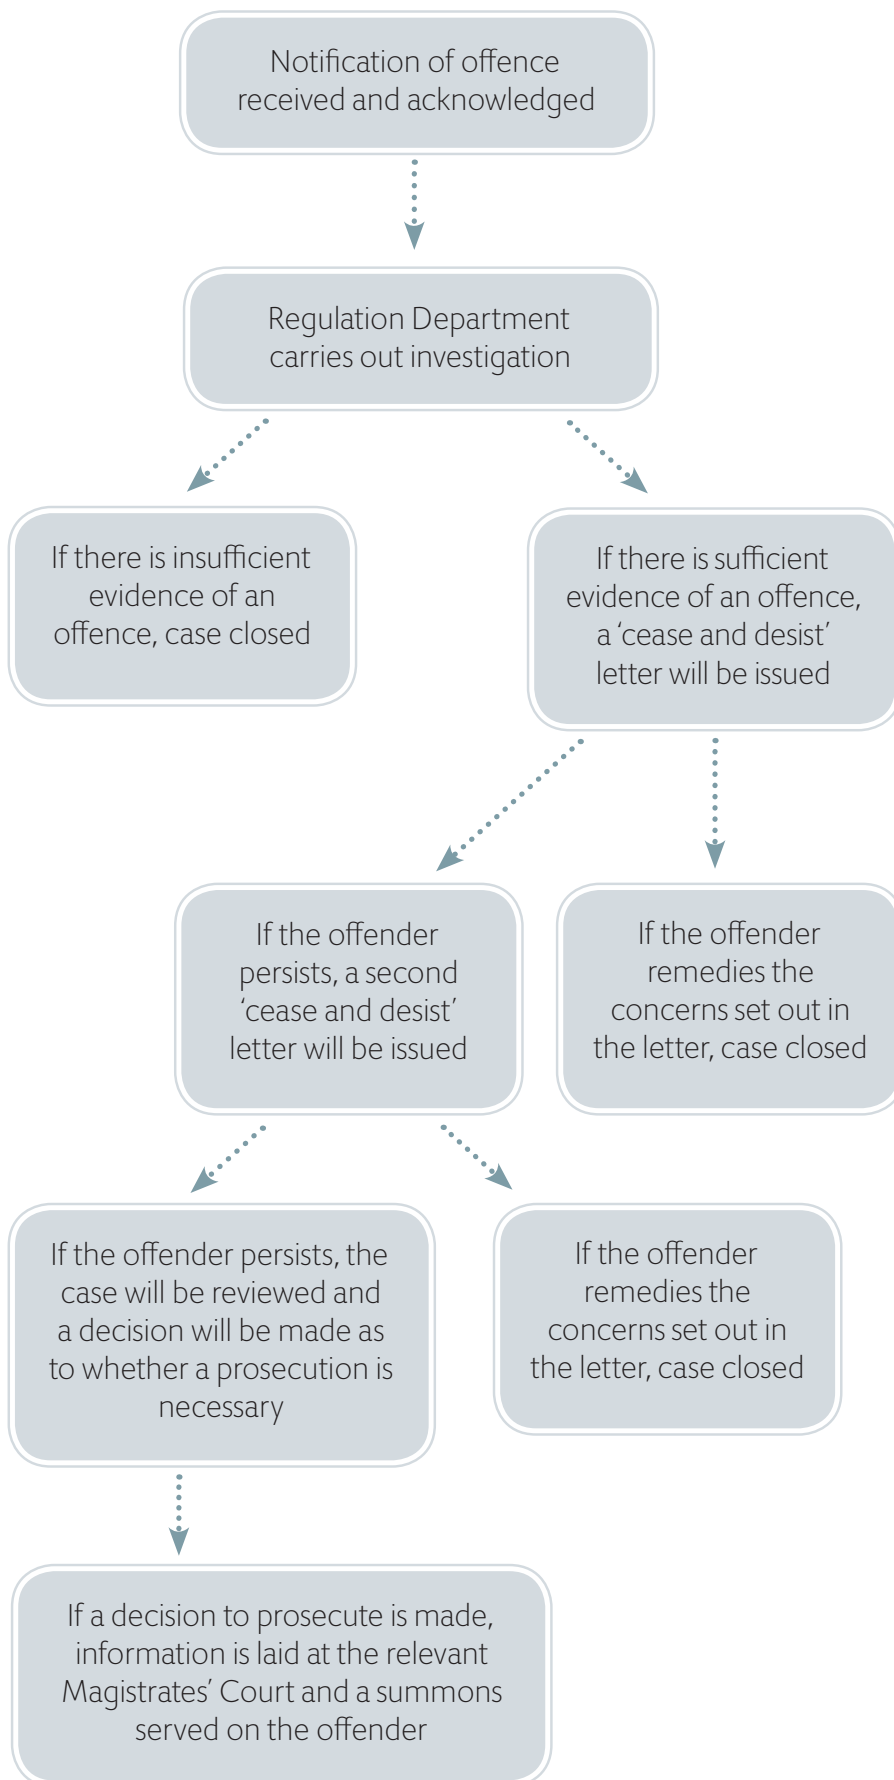 Notification of offence
received and acknowledged
Regulation Department
carries out investigation
If there is insufficient
evidence of an
offence, case closed
If there is sufficient
evidence of an offence,
a ‘cease and desist’
letter will be issued
If the offender
persists, a second
‘cease and desist’
letter will be issued
If the offender
remedies the
concerns set out in
the letter, case closed
If the offender persists, the
case will be reviewed and
a decision will be made as
to whether a prosecution is
necessary
If the offender
remedies the
concerns set out in
the letter, case closed
If a decision to prosecute is made,
information is laid at the relevant
Magistrates’ Court and a summons
served on the offender